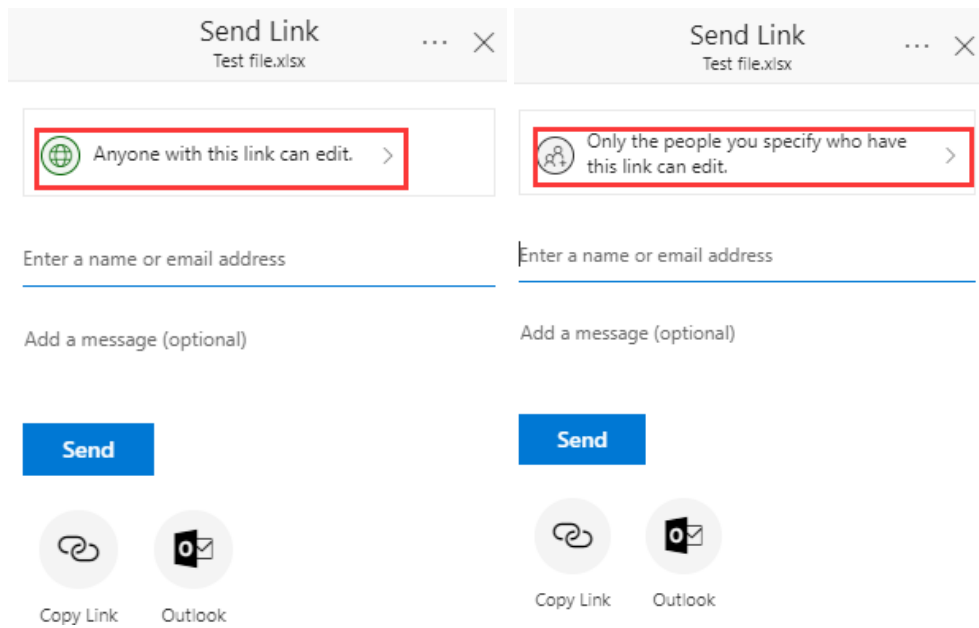 Send Link
Test file.xlsx
Anyone with this link can edit.
Enter a name or email address
Add a message (optional)
Send
Copy Link
Outlook
Send Link
Test file.xlsx
Only the people you specify who have
this link can edit.
Enter a name or email address
Add a message (optional)
Send
Copy Link
Outlook